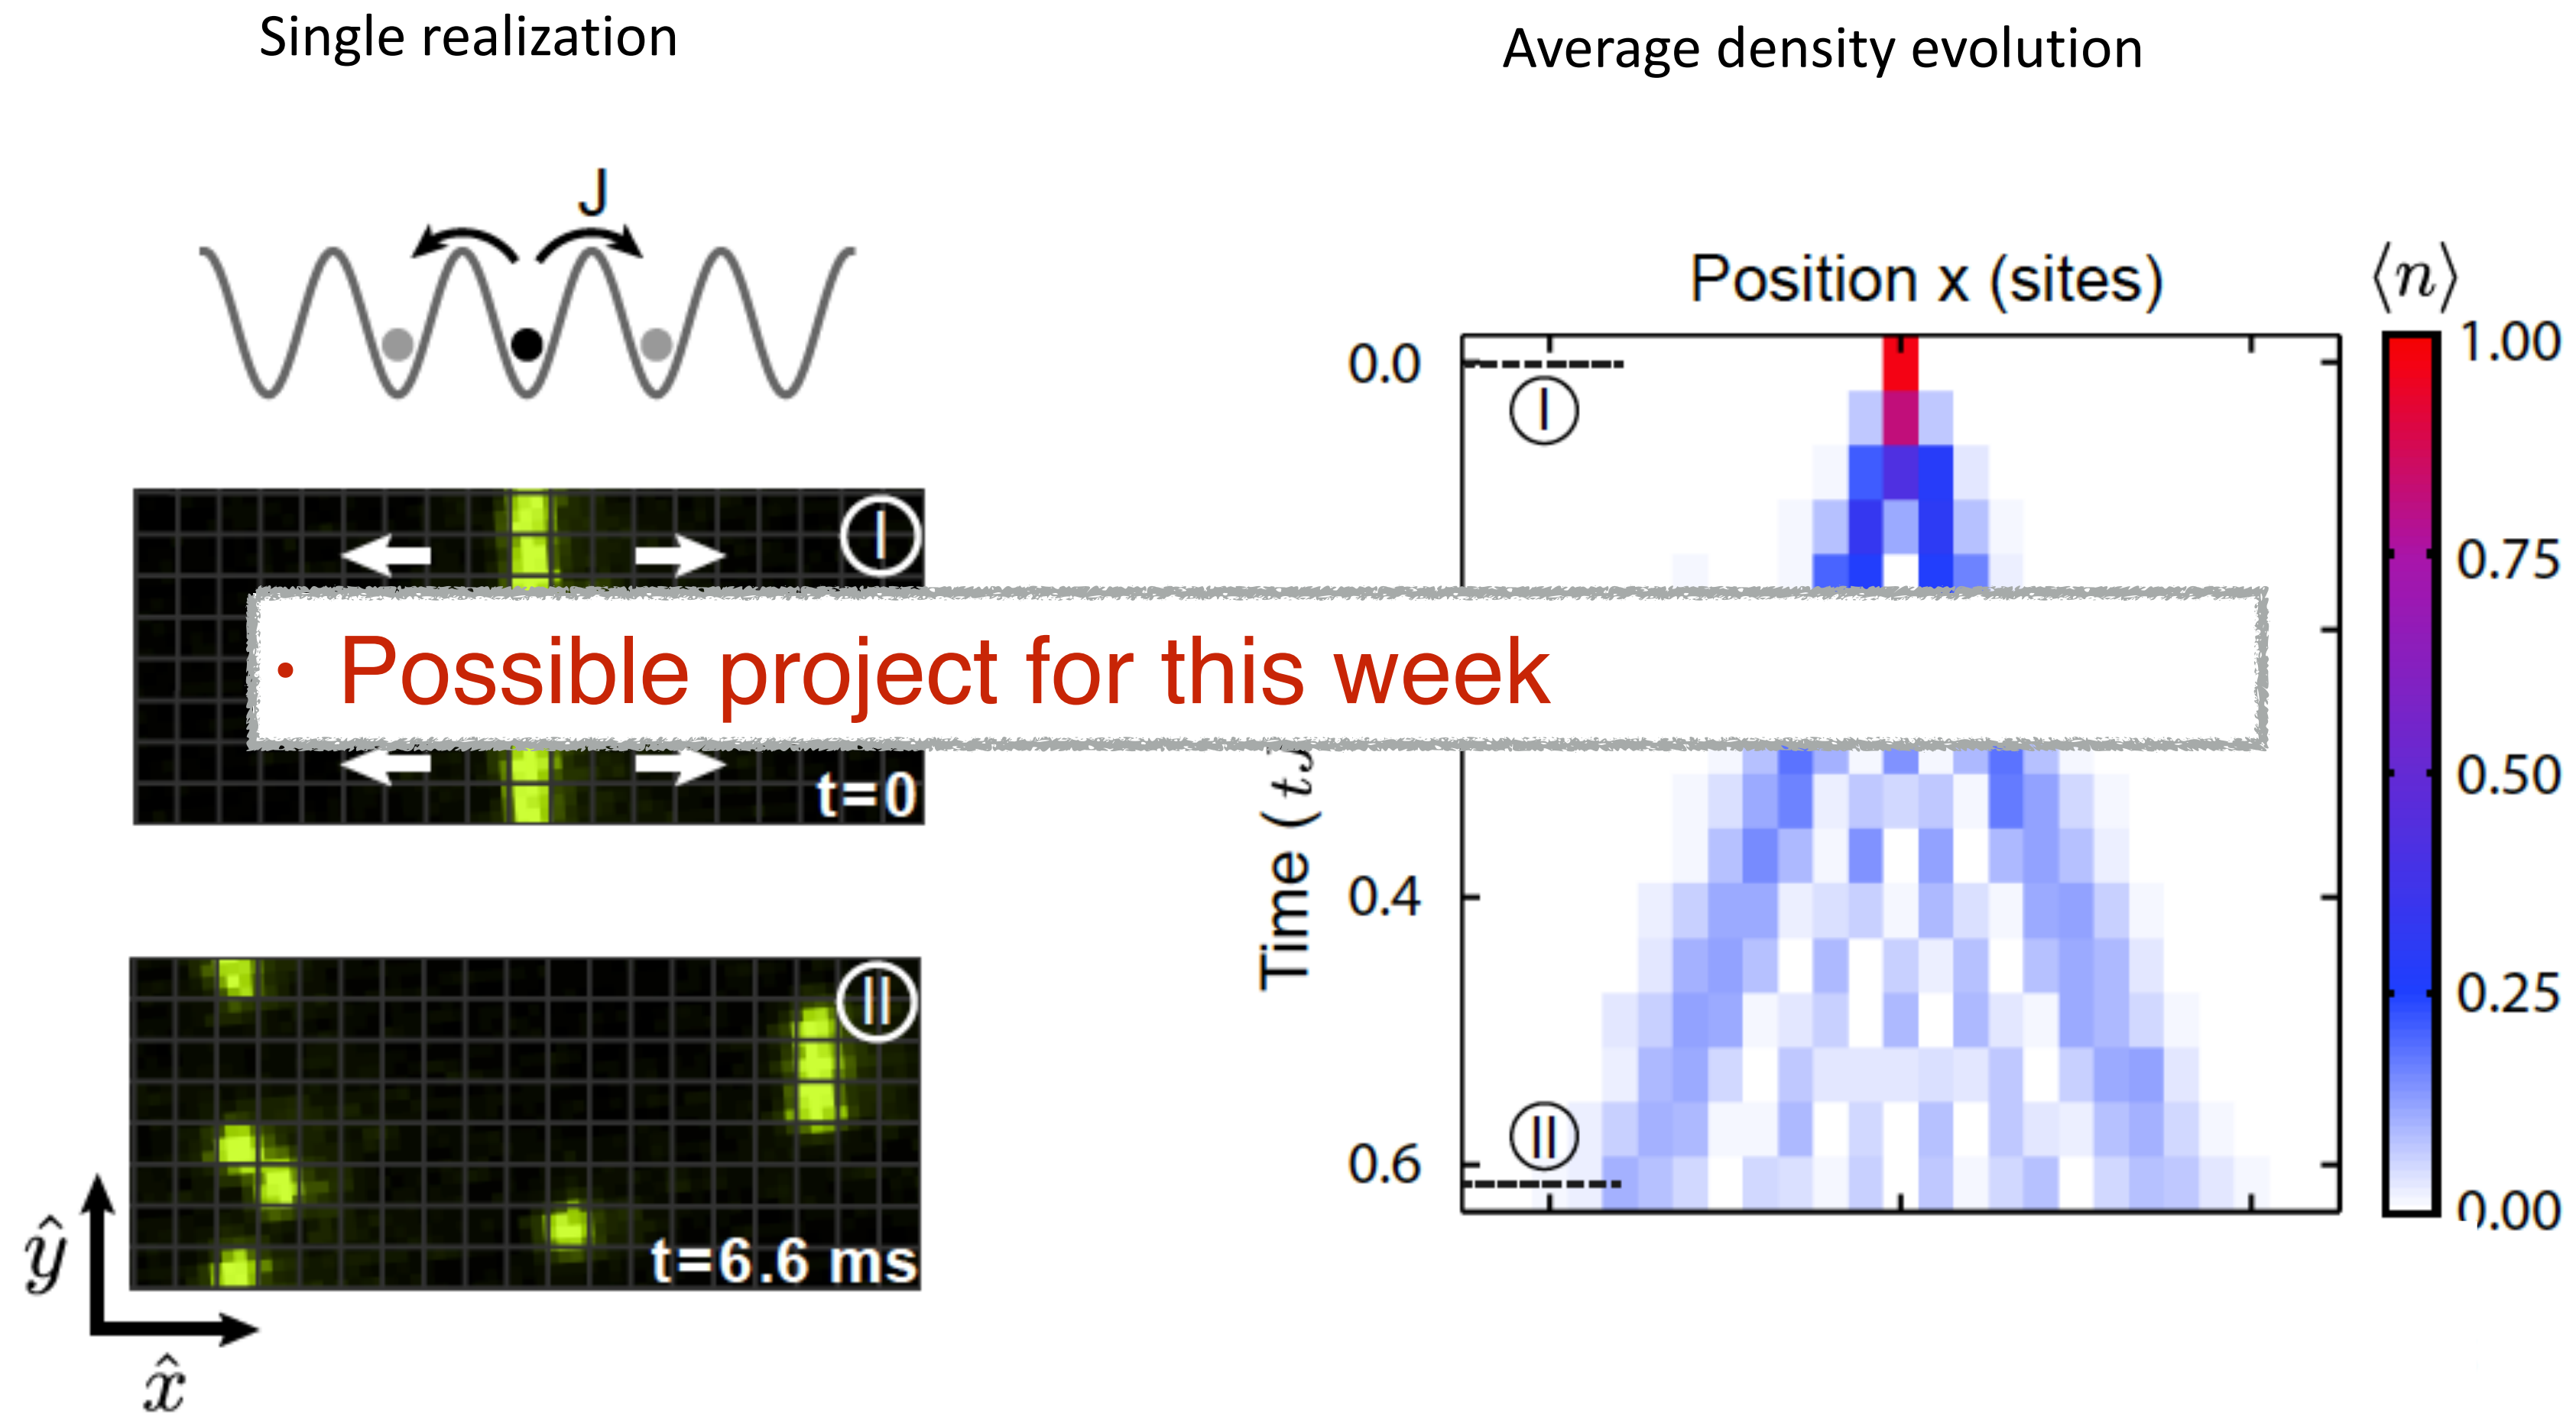 Single realization
Average density evolution
J
Position x (sites)
⟨n⟩
I
t=0
II
t=6.6 ms
ŷ
x̂
0.0
0.4
0.6
Time (tJ
I
II
1.00
0.75
0.50
0.25
0.00
• Possible project for this week